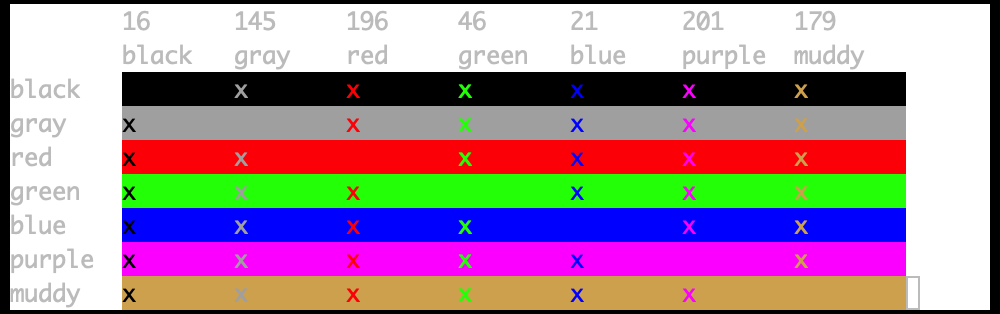 16 145 196 46 21 201 179
black gray red green blue purple muddy
black x x x x x x
gray x x x x x x
red x x x x x x
green x x x x x x
blue x x x x x x
purple x x x x x x
muddy x x x x x x